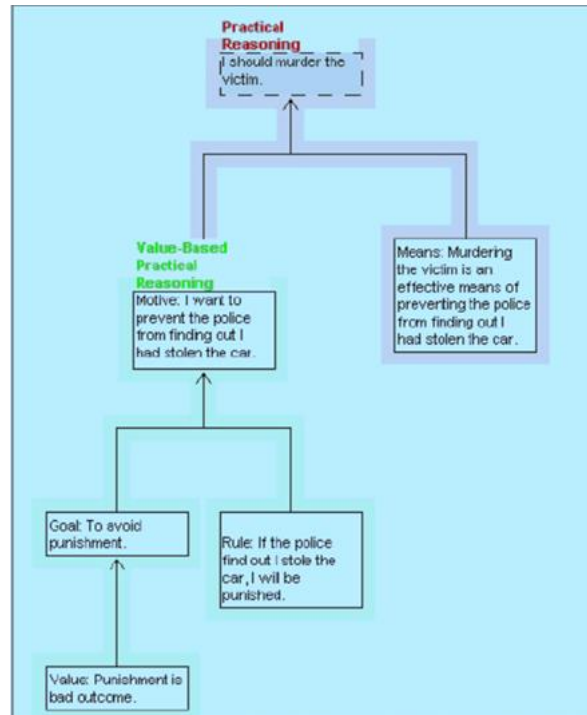 Practical
Reasoning
I should murder the
victim.
Value-Based
Practical
Reasoning
Motive: I want to
prevent the police
from finding out I
had stolen the car.
Means: Murdering
the victim is an
effective means of
preventing the police
from finding out I
had stolen the car.
Goal: To avoid
punishment.
Rule: If the police
find out I stole the
car, I will be
punished.
Value: Punishment is
bad outcome.